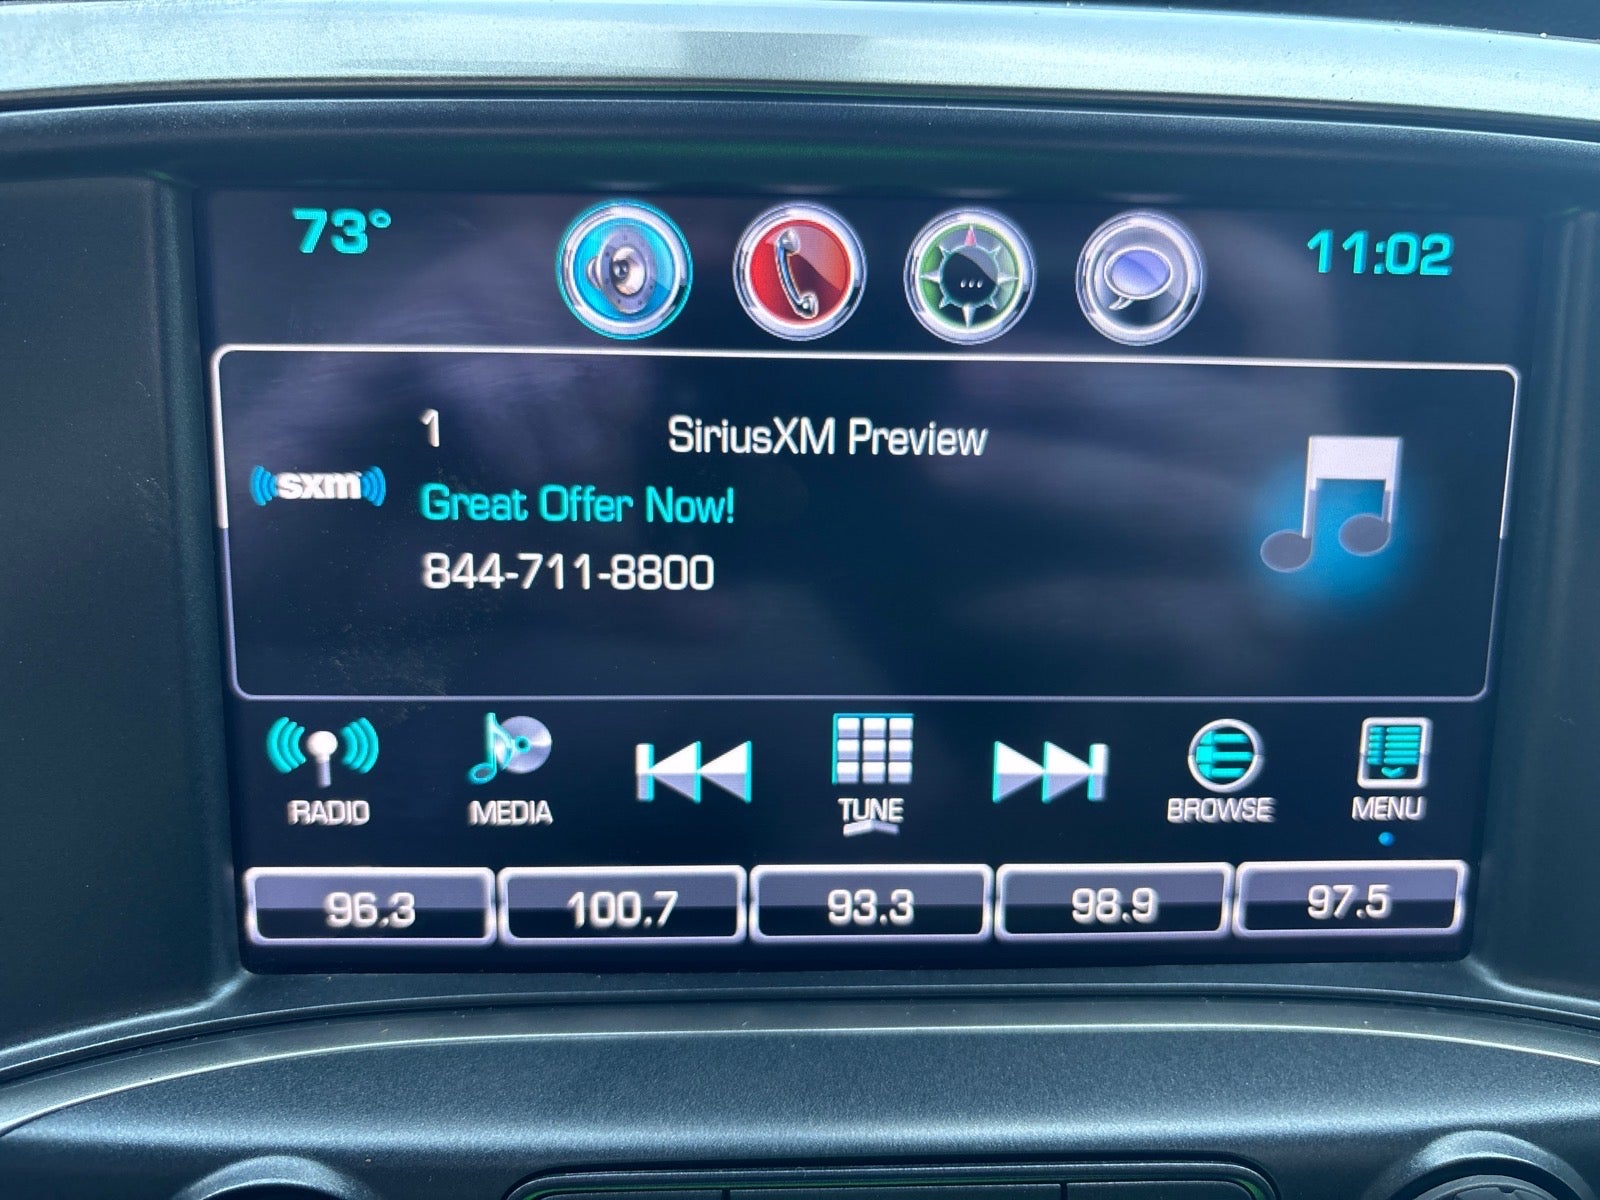 73°
11:02
1
SiriusXM Preview
sxm
Great Offer Now!
844-711-8800
RADIO
MEDIA
TUNE
BROWSE
MENU
96.3
100.7
93.3
98.9
97.5